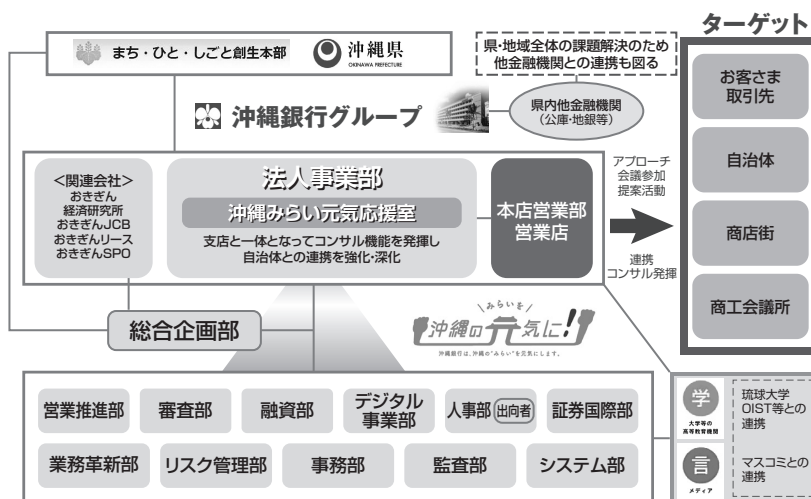 ターゲット
まち・ひと・しごと創生本部
沖縄県
OKINAWA PREFECTURE
県・地域全体の課題解決のため
他金融機関との連携も図る
沖縄銀行グループ
県内他金融機関
（公庫・地銀等）
お客さま
取引先
自治体
商店街
商工会議所
＜関連会社＞
おきぎん
経済研究所
おきぎんJCB
おきぎんリース
おきぎんSPO
法人事業部
沖縄みらい元気応援室
支店と一体となってコンサル機能を発揮し
自治体との連携を強化・深化
本店営業部
営業店
アプローチ
会議参加
提案活動
連携
コンサル発揮
総合企画部
みらいを
沖縄の元気に!
沖縄銀行は、沖縄の"みらい"を元気にします。
営業推進部
審査部
融資部
デジタル
事業部
人事部 出向者
証券国際部
業務革新部
リスク管理部
事務部
監査部
システム部
学
大学等の
高等教育機関
琉球大学
OIST等との
連携
言
メディア
マスコミとの
連携